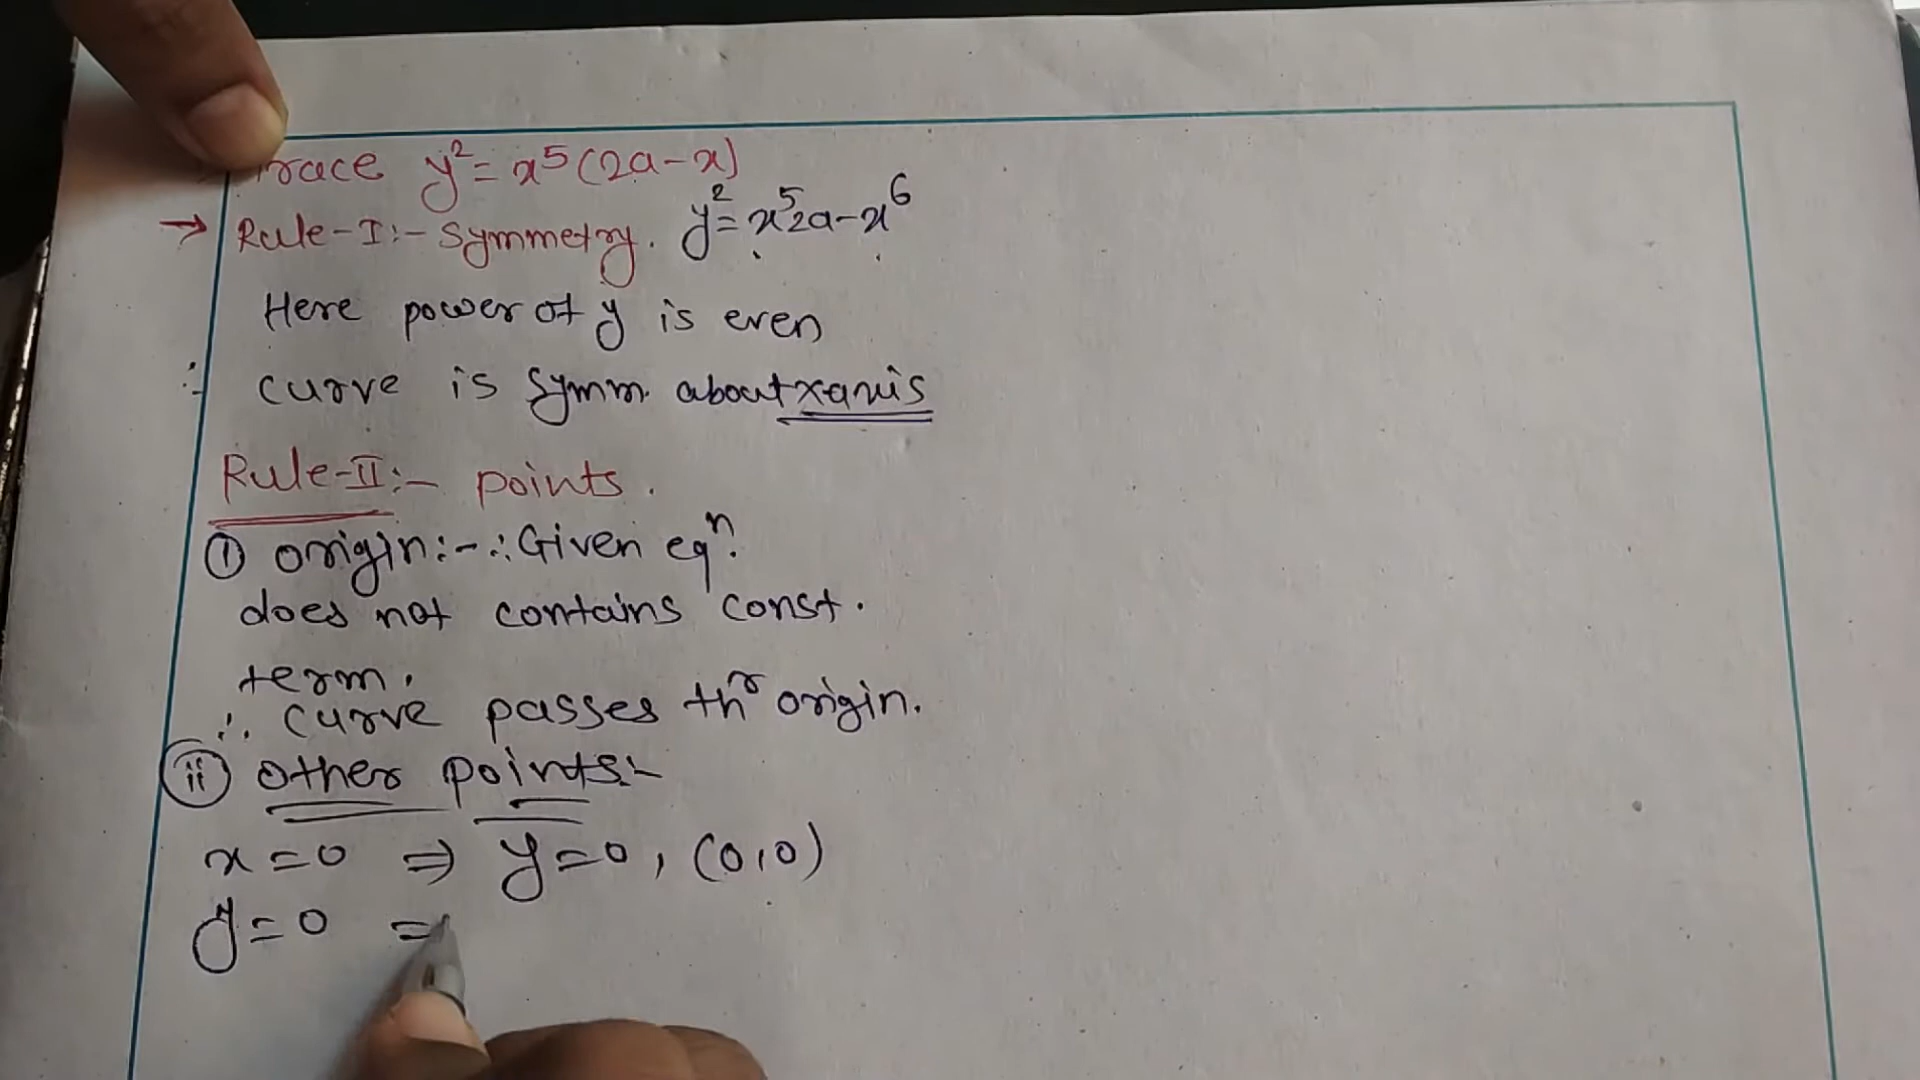 race y² = x⁵(2a-x)
→ Rule-I:- Symmetry. y² = x⁵2a-x⁶
Here power of y is even
∴ curve is symm. about x axis
Rule-II:- points.
① origin:- ∴ Given eqⁿ.
does not contains const.
term.
∴ curve passes thʳ origin.
(ii) other points:-
x=0 ⇒ y=0, (0,0)
y=0 =